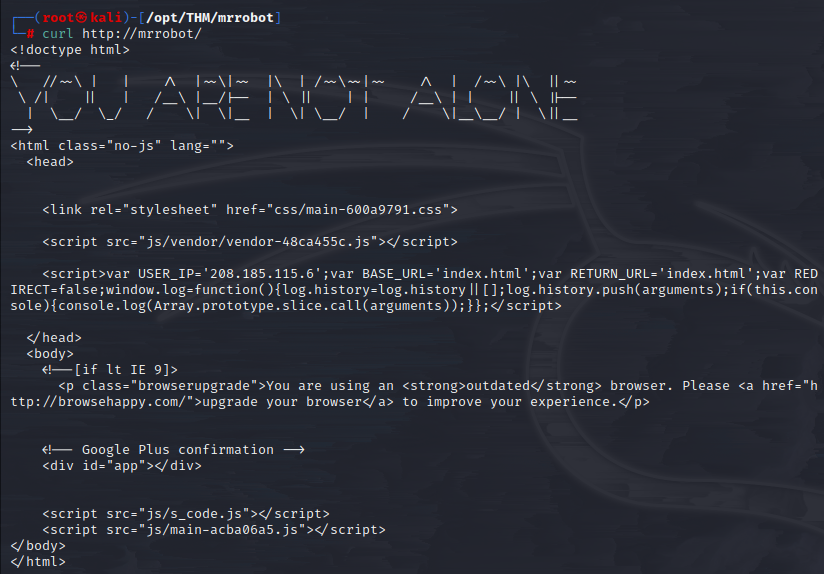 ┌──(root㉿kali)-[/opt/THM/mrrobot]
└─# curl http://mrrobot/
<!doctype html>
<!--
\   //~~\ |   |    /\  |~~\|~~  |\  | /~~\~~|~~    /\  |  /~~\ |\  ||~~
 \ /|    ||   |   /__\ |__/|--  | \ ||    | |     /__\ | |    || \ ||--
  |  \__/  \_/   /    \|  \|__  |  \| \__/  |    /    \|__\__/ |  \||__
-->
<html class="no-js" lang="">
  <head>
    <link rel="stylesheet" href="css/main-600a9791.css">
    <script src="js/vendor/vendor-48ca455c.js"></script>
    <script>var USER_IP='208.185.115.6';var BASE_URL='index.html';var RETURN_URL='index.html';var RED
IRECT=false;window.log=function(){log.history=log.history||[];log.history.push(arguments);if(this.con
sole){console.log(Array.prototype.slice.call(arguments));}};</script>
  </head>
  <body>
    <!--[if lt IE 9]>
      <p class="browserupgrade">You are using an <strong>outdated</strong> browser. Please <a href="h
ttp://browsehappy.com/">upgrade your browser</a> to improve your experience.</p>
    <!-- Google Plus confirmation -->
    <div id="app"></div>
    <script src="js/s_code.js"></script>
    <script src="js/main-acba06a5.js"></script>
</body>
</html>